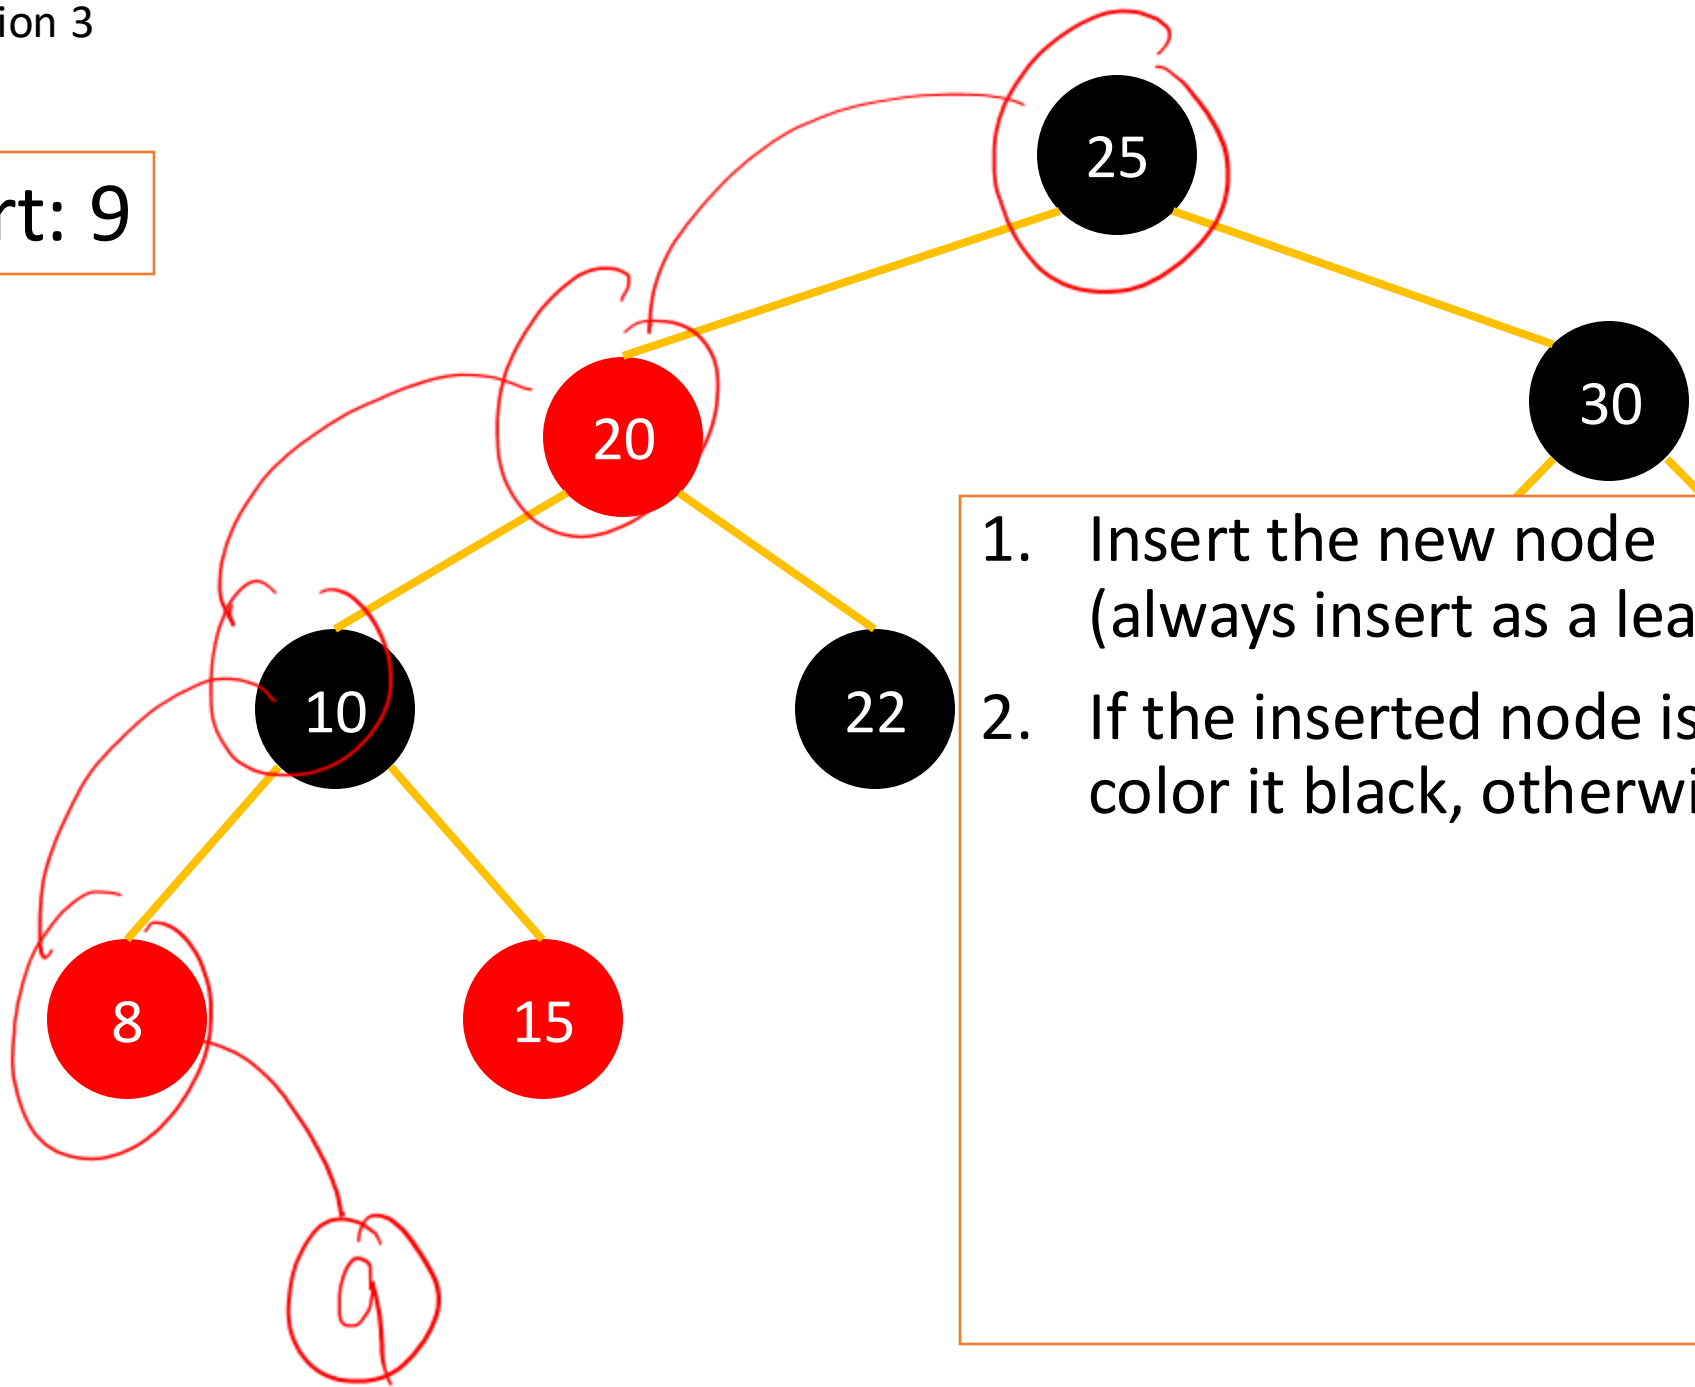 ion 3
rt: 9
25
20
30
10
22
8
15
9
1. Insert the new node
(always insert as a lea
2. If the inserted node is
color it black, otherwi